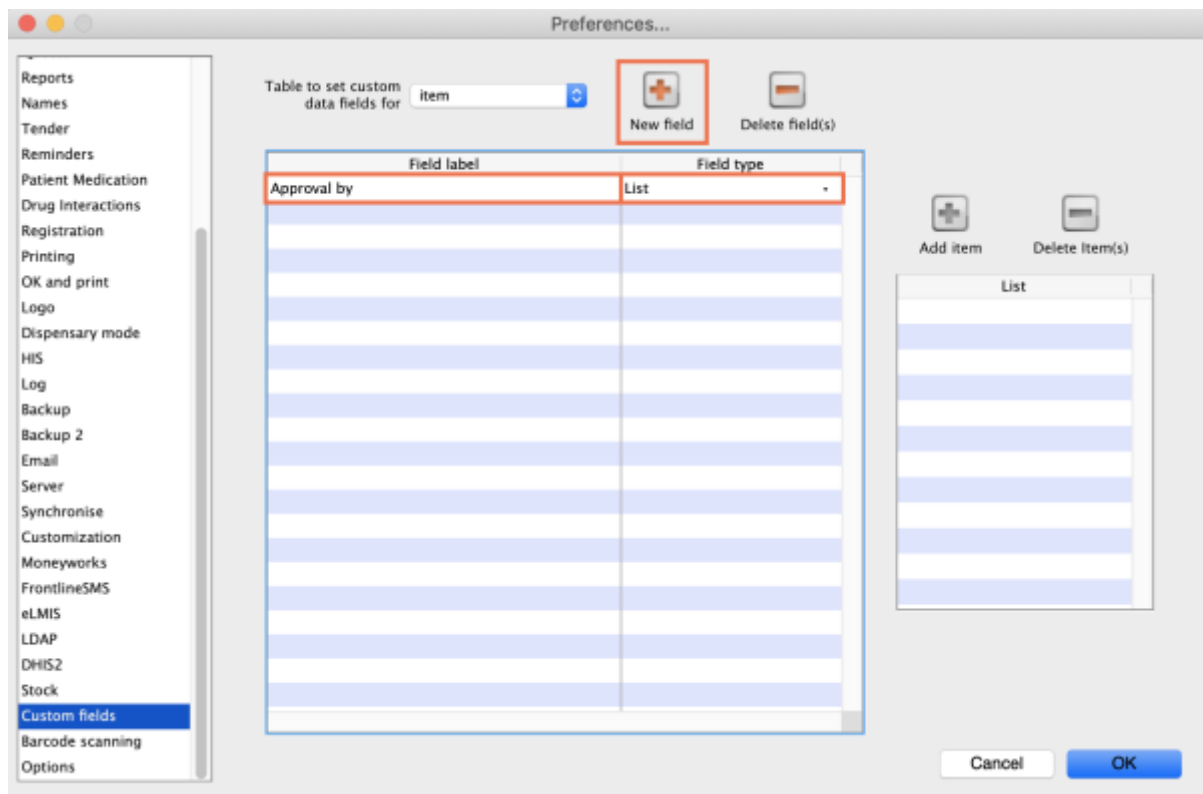 Preferences...
Reports
Names
Tender
Reminders
Patient Medication
Drug Interactions
Registration
Printing
OK and print
Logo
Dispensary mode
HIS
Log
Backup
Backup 2
Email
Server
Synchronise
Customization
Moneyworks
FrontlineSMS
eLMIS
LDAP
DHIS2
Stock
Custom fields
Barcode scanning
Options
Table to set custom
data fields for
item
New field
Delete field(s)
Field label
Field type
Approval by
List
Add item
Delete Item(s)
List
Cancel
OK